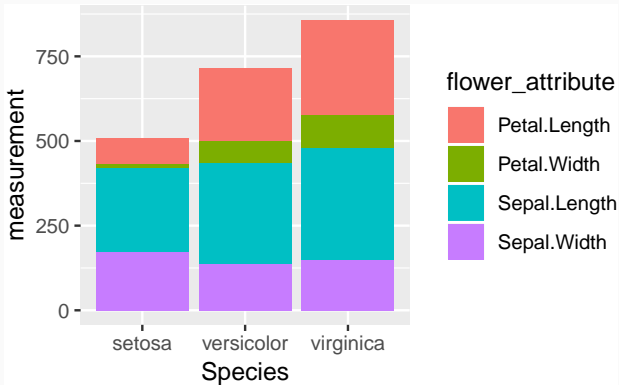 measurement
750
500
250
0
setosa
versicolor
virginica
Species
flower_attribute
Petal.Length
Petal.Width
Sepal.Length
Sepal.Width